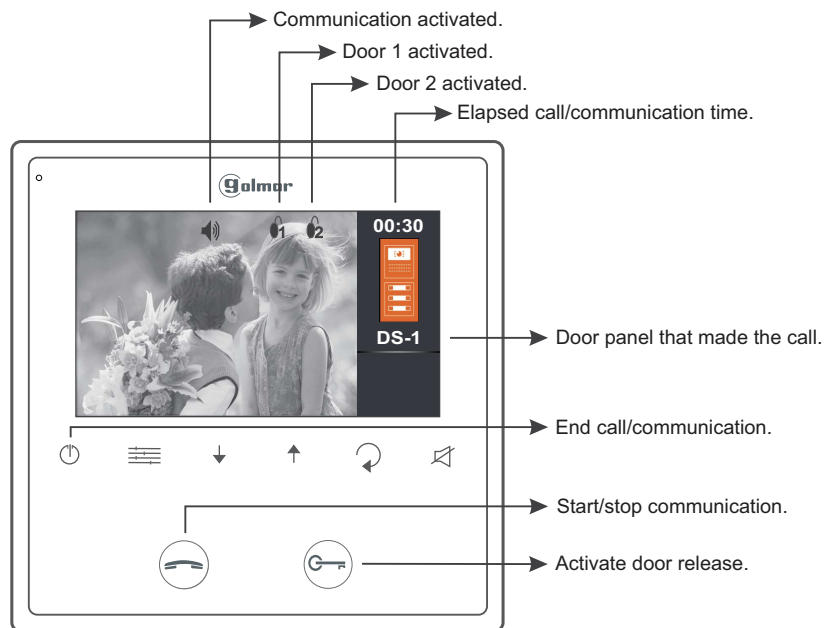 Communication activated.
Door 1 activated.
Door 2 activated.
Elapsed call/communication time.
golmar
1
2
00:30
DS-1
Door panel that made the call.
End call/communication.
Start/stop communication.
Activate door release.